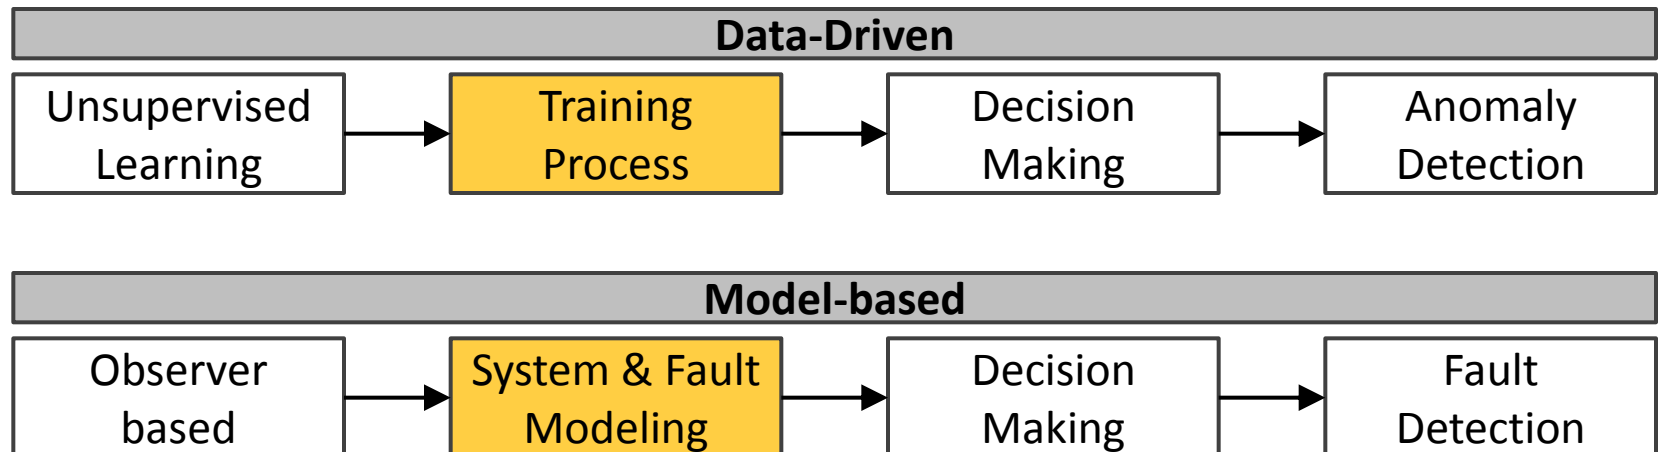 Data-Driven
Unsupervised
Learning
Training
Process
Decision
Making
Anomaly
Detection
Model-based
Observer
based
System & Fault
Modeling
Decision
Making
Fault
Detection